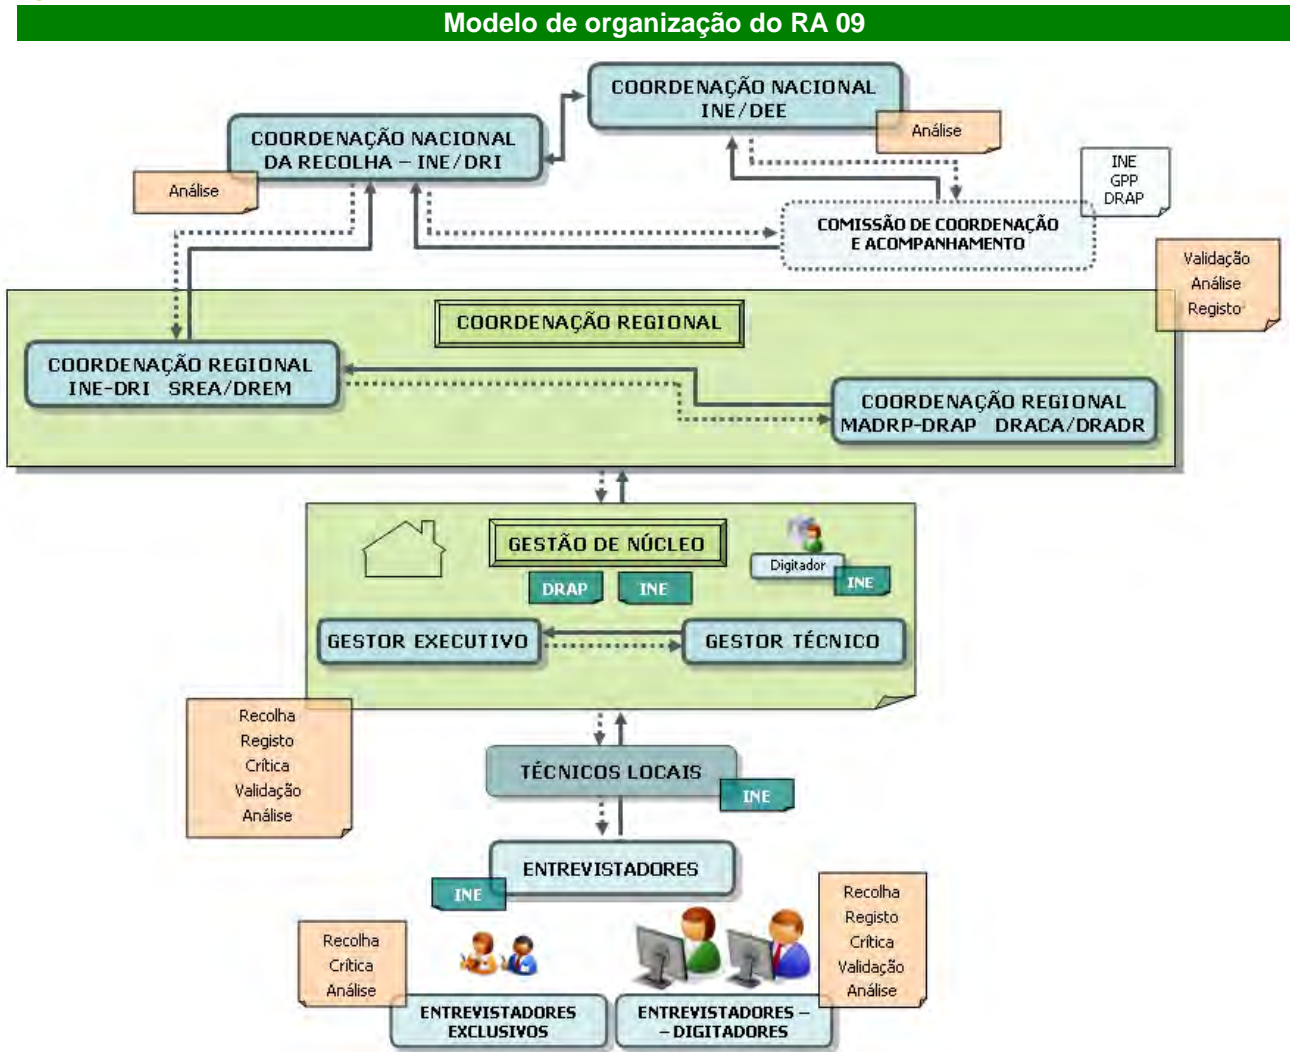 Modelo de organização do RA 09
COORDENAÇÃO NACIONAL
INE/DEE
Análise
COORDENAÇÃO NACIONAL
DA RECOLHA – INE/DRI
Análise
INE
GPP
DRAP
COMISSÃO DE COORDENAÇÃO
E ACOMPANHAMENTO
Validação
Análise
Registo
COORDENAÇÃO REGIONAL
COORDENAÇÃO REGIONAL
INE-DRI SREA/DREM
COORDENAÇÃO REGIONAL
MADRP-DRAP DRACA/DRADR
GESTÃO DE NÚCLEO
Digitador
INE
DRAP
INE
GESTOR EXECUTIVO
GESTOR TÉCNICO
Recolha
Registo
Crítica
Validação
Análise
TÉCNICOS LOCAIS
INE
ENTREVISTADORES
INE
Recolha
Crítica
Análise
Recolha
Registo
Crítica
Validação
Análise
ENTREVISTADORES
EXCLUSIVOS
ENTREVISTADORES –
– DIGITADORES